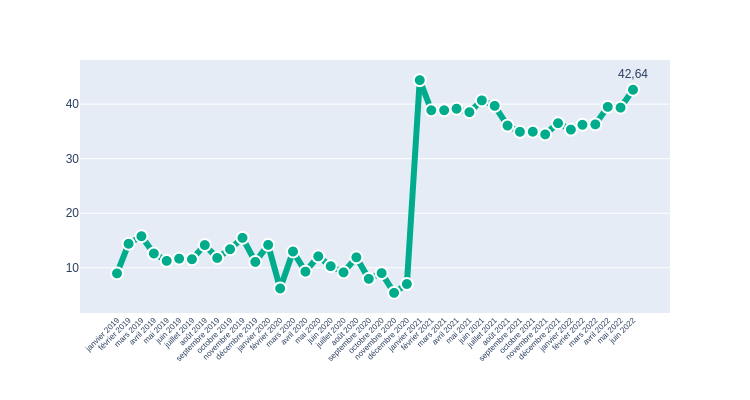 42,64
40
30
20
10
janvier 2019
février 2019
mars 2019
avril 2019
mai 2019
juin 2019
juillet 2019
août 2019
septembre 2019
octobre 2019
novembre 2019
décembre 2019
janvier 2020
février 2020
mars 2020
avril 2020
mai 2020
juin 2020
juillet 2020
août 2020
septembre 2020
octobre 2020
novembre 2020
décembre 2020
janvier 2021
février 2021
mars 2021
avril 2021
mai 2021
juin 2021
juillet 2021
août 2021
septembre 2021
octobre 2021
novembre 2021
décembre 2021
janvier 2022
février 2022
mars 2022
avril 2022
mai 2022
juin 2022